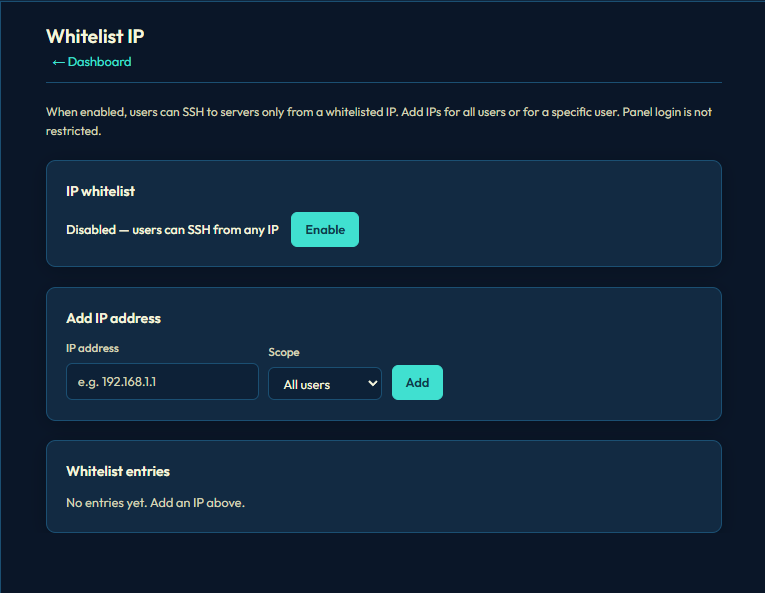 Whitelist IP
← Dashboard
When enabled, users can SSH to servers only from a whitelisted IP. Add IPs for all users or for a specific user. Panel login is not
restricted.
IP whitelist
Disabled — users can SSH from any IP
Enable
Add IP address
IP address
Scope
e.g. 192.168.1.1
All users
Add
Whitelist entries
No entries yet. Add an IP above.